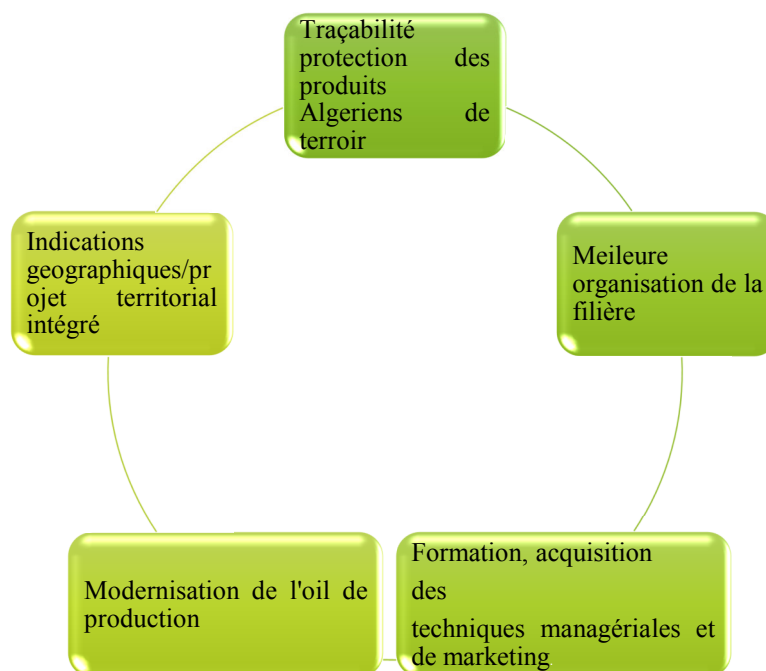 Traçabilité
protection des
produits
Algeriens de
terroir
Meileure
organisation de la
filière
Formation, acquisition
des
techniques managériales et
de marketing
Modernisation de l'oil de
production
Indications
geographiques/pr
ojet territorial
intégré